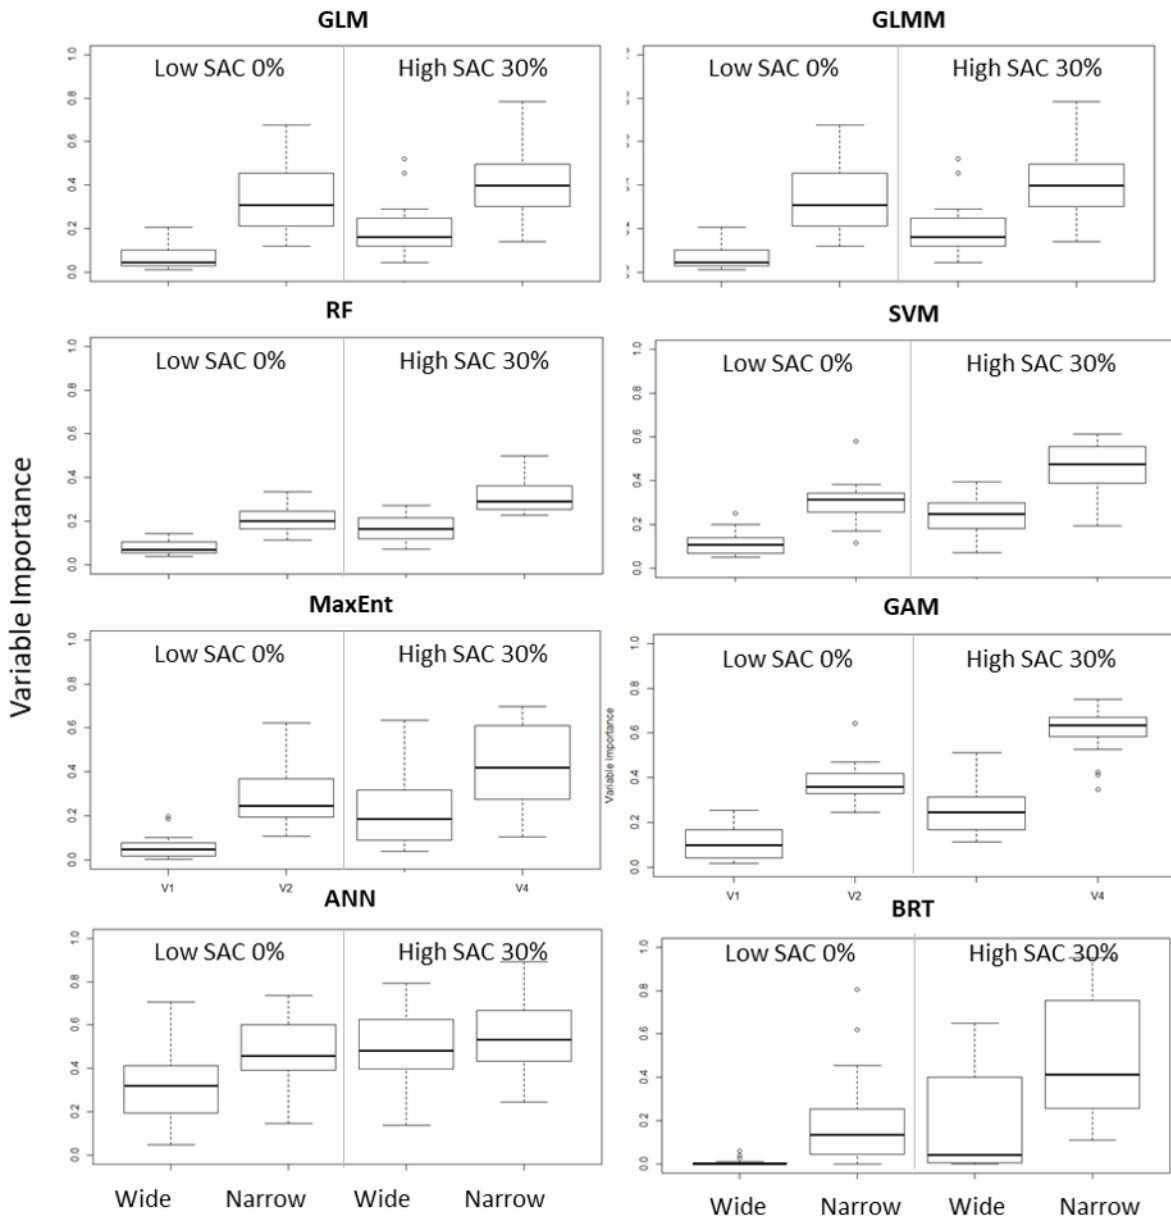 GLM
GLMM
Low SAC 0%
High SAC 30%
Low SAC 0%
High SAC 30%
1.0
0.8
0.6
0.4
0.2
0.0
RF
SVM
Low SAC 0%
High SAC 30%
Low SAC 0%
High SAC 30%
1.0
0.8
0.6
0.4
0.2
0.0
1.0
0.8
0.6
0.4
0.2
0.0
Variable Importance
MaxEnt
GAM
Low SAC 0%
High SAC 30%
Low SAC 0%
High SAC 30%
1.0
0.8
0.6
0.4
0.2
0.0
Variable Importance
1.0
0.8
0.6
0.4
0.2
0.0
V1
V2
V4
V1
V2
V4
ANN
BRT
Low SAC 0%
High SAC 30%
Low SAC 0%
High SAC 30%
1.0
0.8
0.6
0.4
0.2
0.0
1.0
0.8
0.6
0.4
0.2
0.0
Wide
Narrow
Wide
Narrow
Wide
Narrow
Wide
Narrow